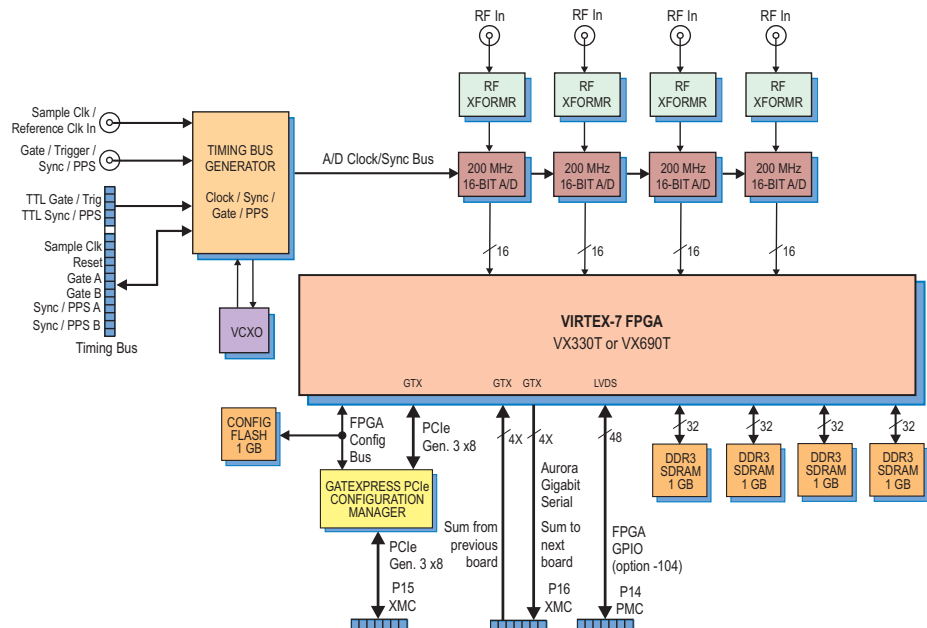 RF In
RF In
RF In
RF In
RF
XFORMR
RF
XFORMR
RF
XFORMR
RF
XFORMR
Sample Clk /
Reference Clk In
Gate / Trigger /
Sync / PPS
TTL Gate / Trig
TTL Sync / PPS
Sample Clk
Reset
Gate A
Gate B
Sync / PPS A
Sync / PPS B
Timing Bus
TIMING BUS
GENERATOR
Clock / Sync /
Gate / PPS
VCXO
A/D Clock/Sync Bus
200 MHz
16-BIT A/D
200 MHz
16-BIT A/D
200 MHz
16-BIT A/D
200 MHz
16-BIT A/D
16
16
16
16
VIRTEX-7 FPGA
VX330T or VX690T
GTX
GTX
GTX
LVDS
CONFIG
FLASH
1 GB
FPGA
Config
Bus
PCIe
Gen. 3 x8
4X
4X
48
32
32
32
32
DDR3
SDRAM
1 GB
DDR3
SDRAM
1 GB
DDR3
SDRAM
1 GB
DDR3
SDRAM
1 GB
GATEXPRESS PCIe
CONFIGURATION
MANAGER
Aurora
Gigabit
Serial
Sum from
previous
board
Sum to
next
board
FPGA
GPIO
(option -104)
PCIe
Gen. 3 x8
P15
XMC
P16
XMC
P14
PMC